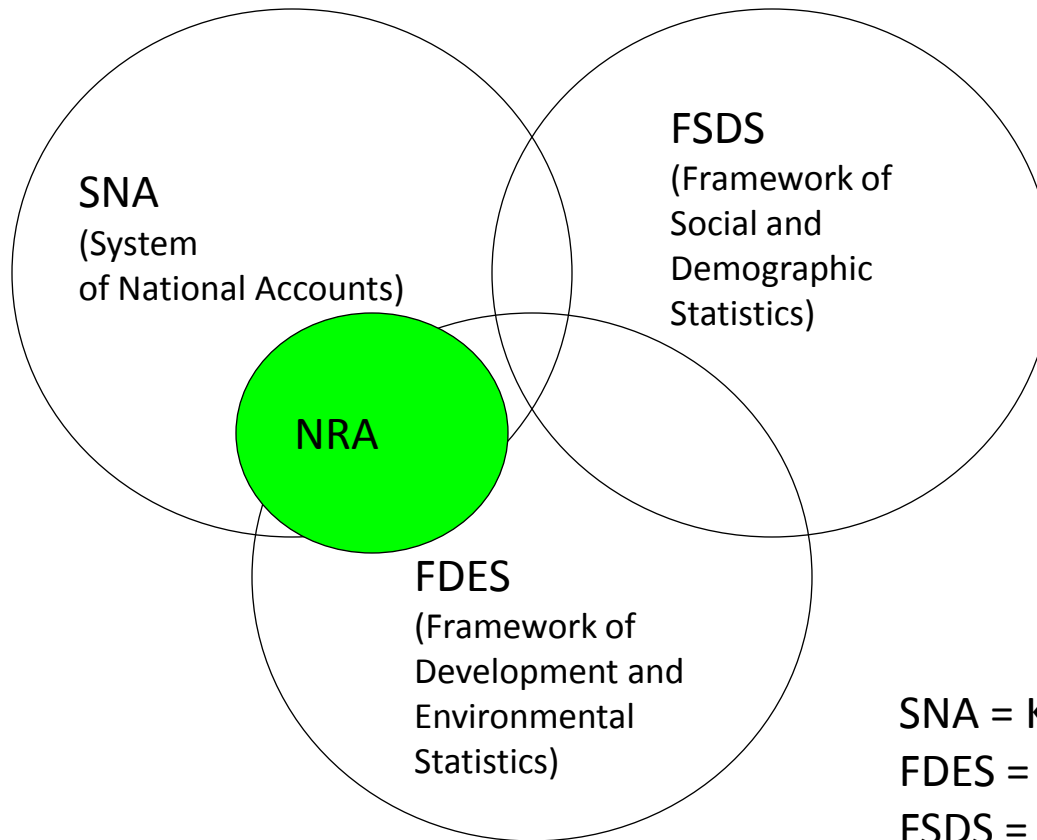 SNA
(System
of National Accounts)
FSDS
(Framework of
Social and
Demographic
Statistics)
NRA
FDES
(Framework of
Development and
Environmental
Statistics)
SNA =
FDES =
FSDS =